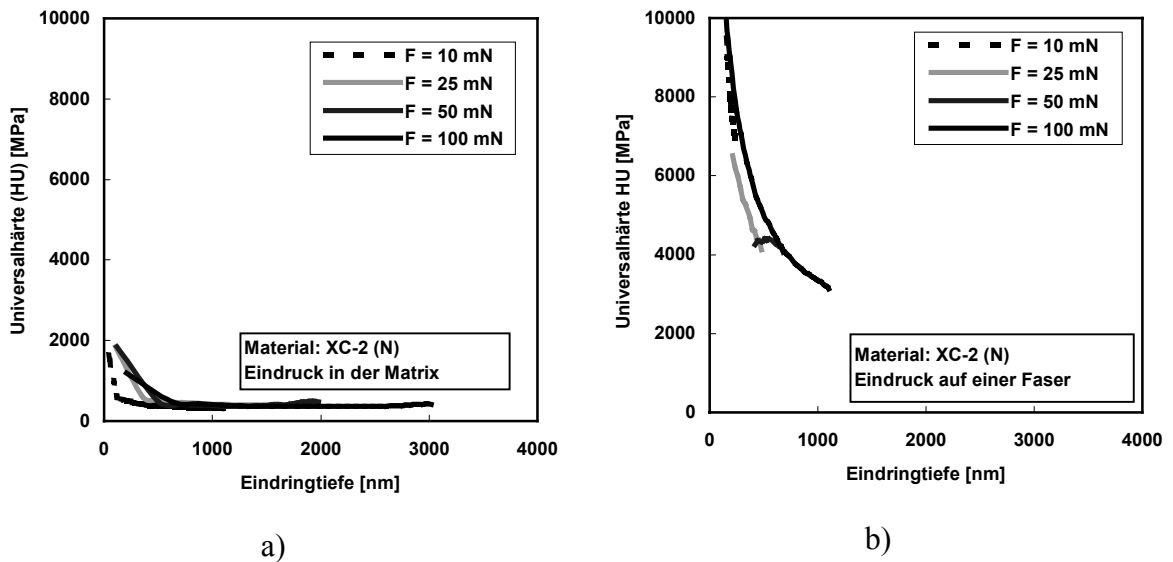 10000
8000
6000
4000
2000
0
0 1000 2000 3000 4000
Universalhärte (HU) [MPa]
Eindringtiefe [nm]
F = 10 mN
F = 25 mN
F = 50 mN
F = 100 mN
Material: XC-2 (N)
Eindruck in der Matrix
a)
10000
8000
6000
4000
2000
0
0 1000 2000 3000 4000
Universalhärte HU [MPa]
Eindringtiefe [nm]
F = 10 mN
F = 25 mN
F = 50 mN
F = 100 mN
Material: XC-2 (N)
Eindruck auf einer Faser
b)